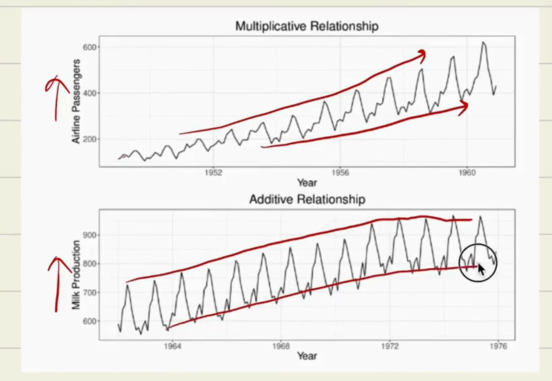 Multiplicative Relationship
Airline Passengers
600
400
200
1952
1956
1960
Year
Additive Relationship
Milk Production
900
800
700
600
1964
1968
1972
1976
Year